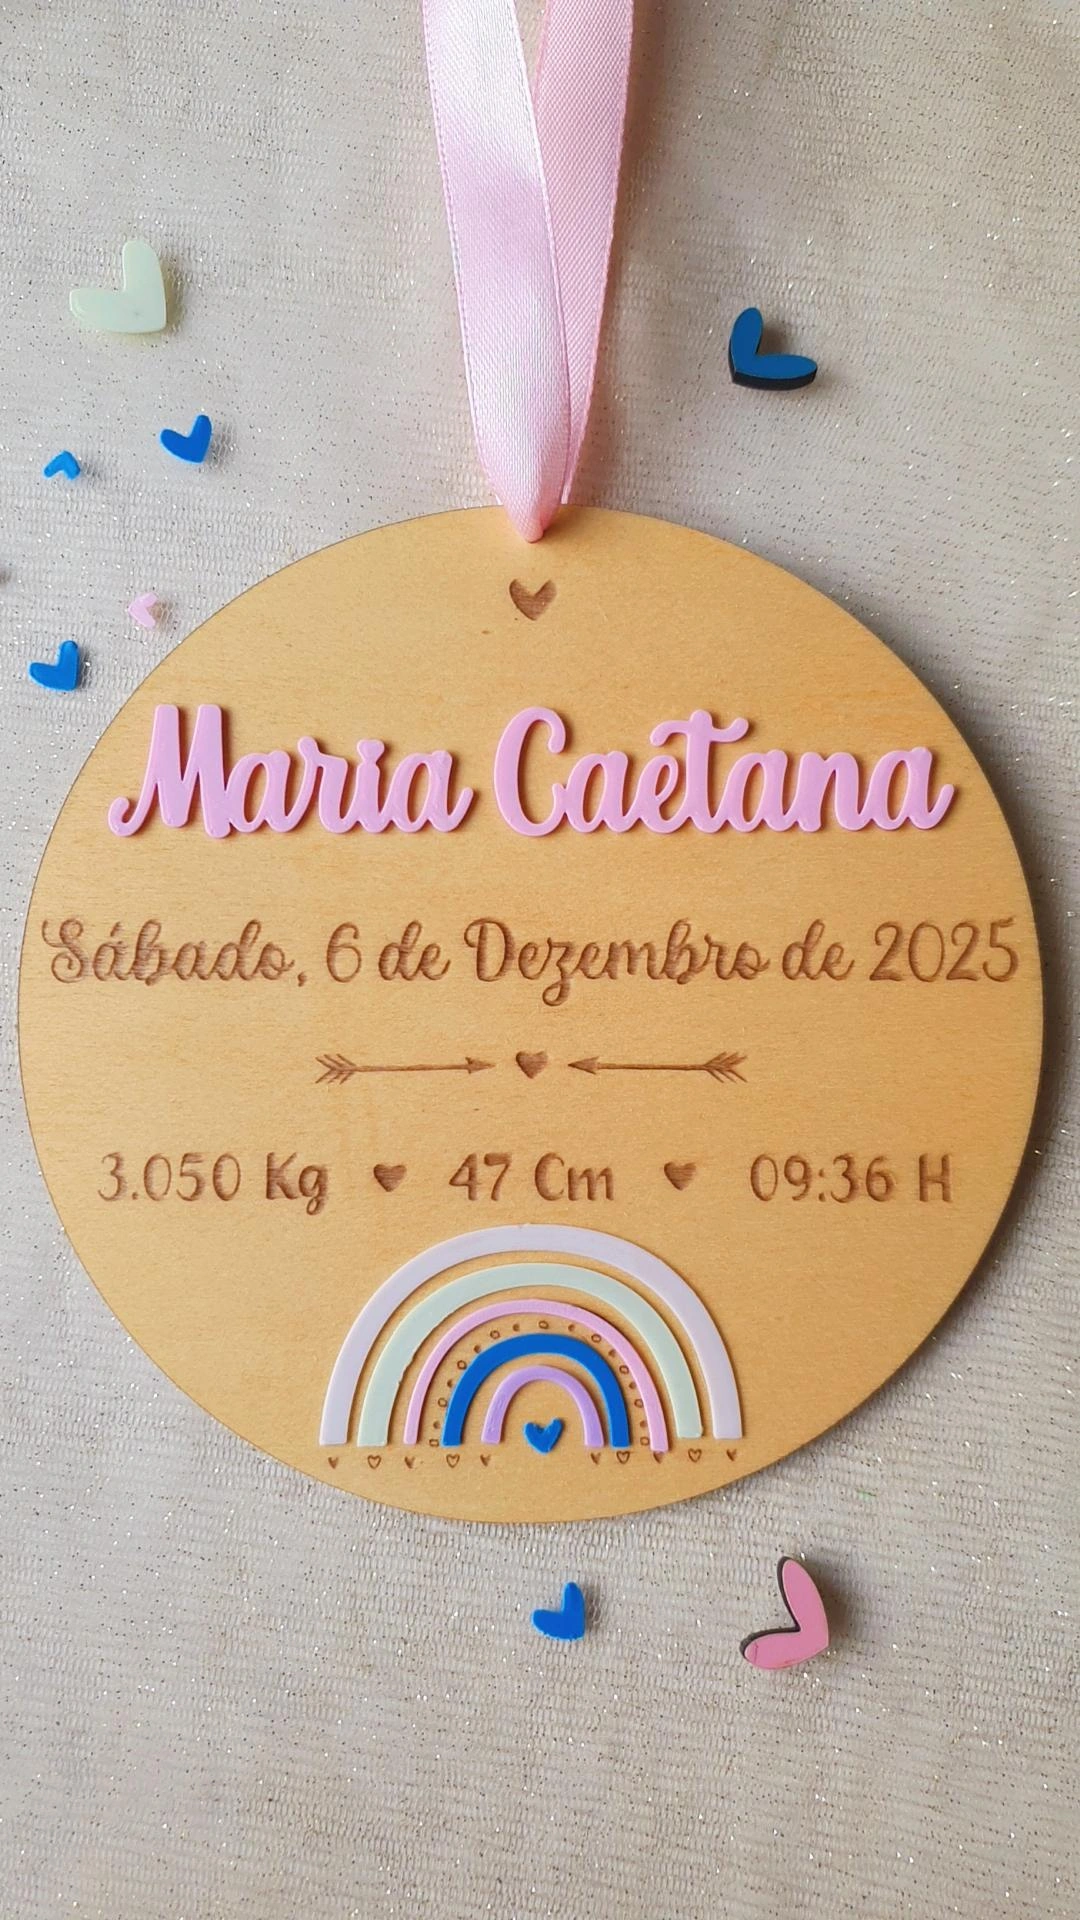 Maria Caetana
Sábado, 6 de Dezembro de 2025
3.050 Kg 47 Cm 09:36 H